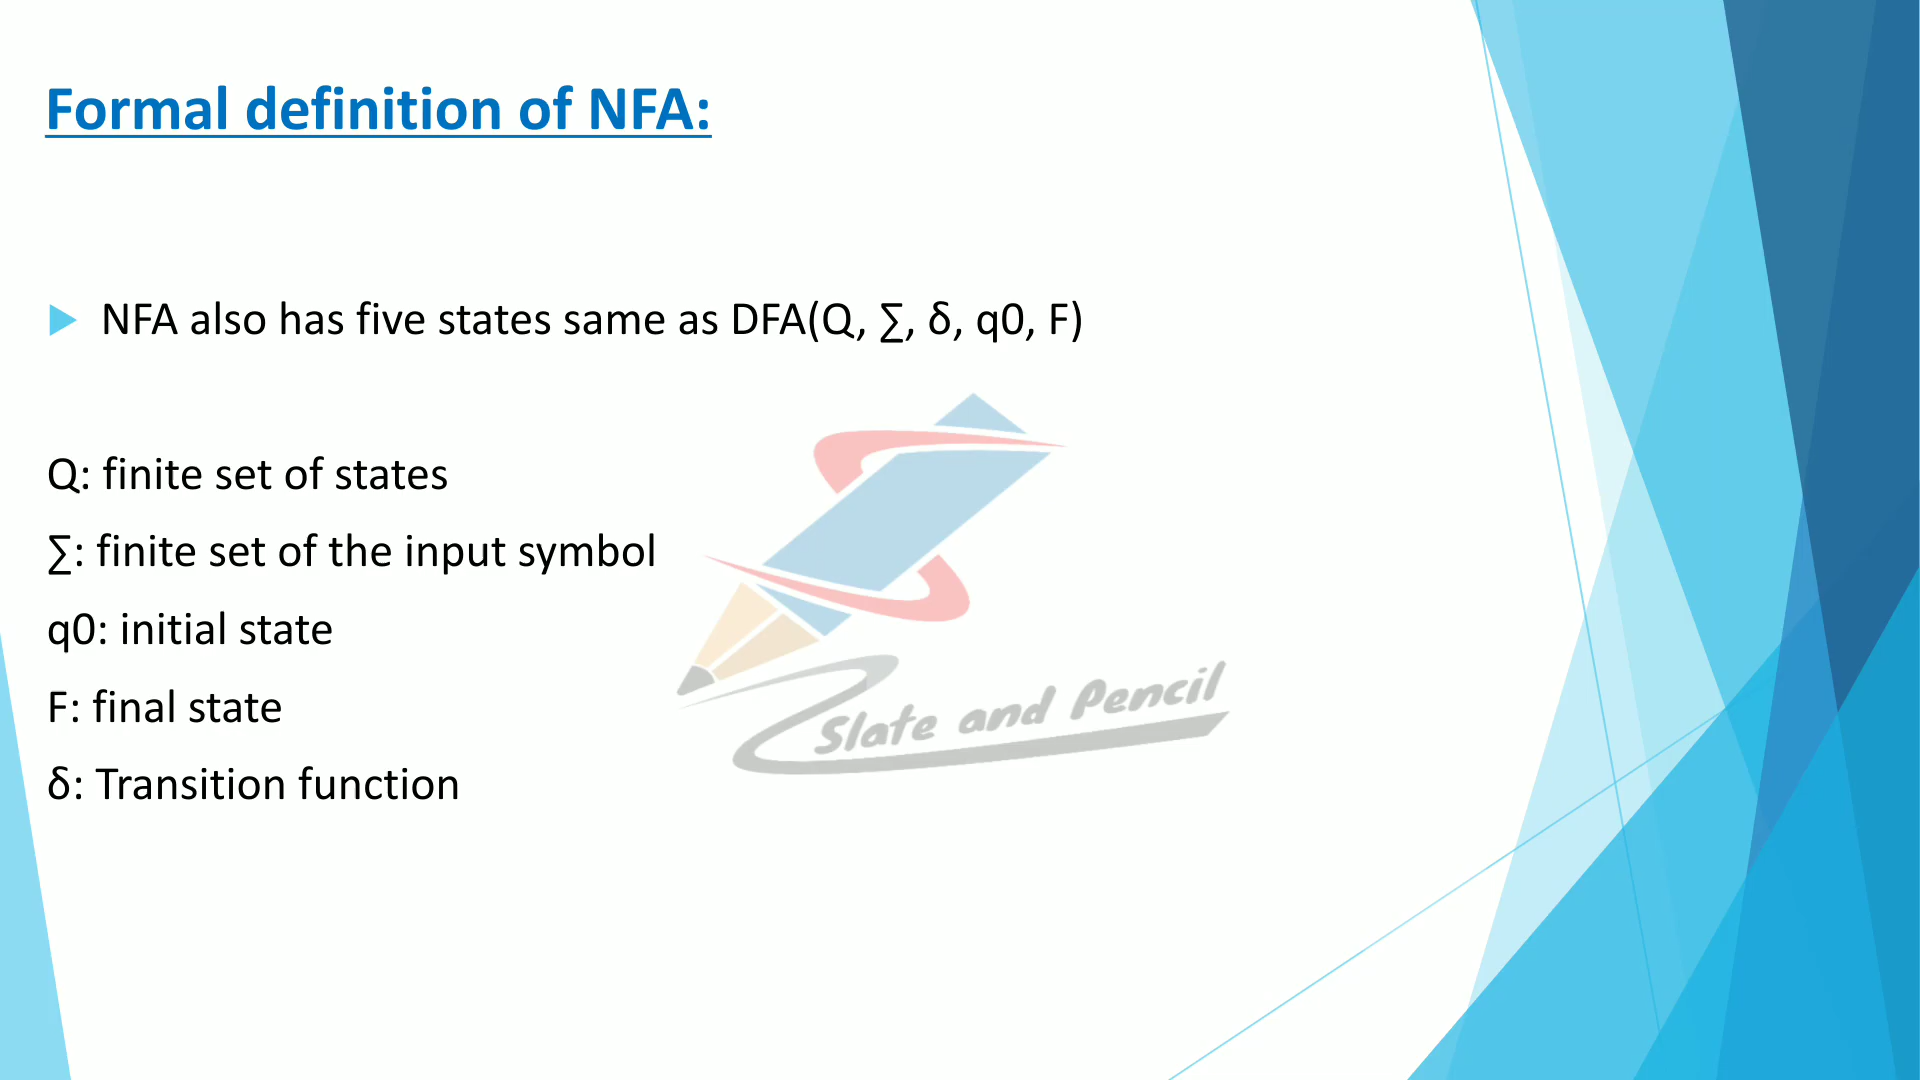 Formal definition of NFA:
NFA also has five states same as DFA(Q, ∑, δ, q0, F)
Q: finite set of states
∑: finite set of the input symbol
q0: initial state
F: final state
δ: Transition function
Slate and Pencil